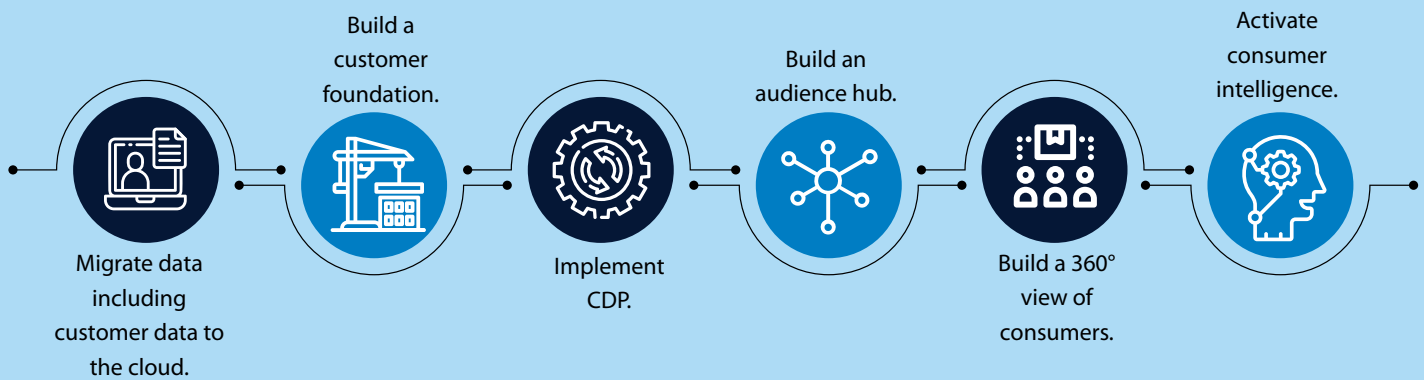 Migrate data
including
customer data to
the cloud.
Build a
customer
foundation.
Implement
CDP.
Build an
audience hub.
Build a 360°
view of
consumers.
Activate
consumer
intelligence.